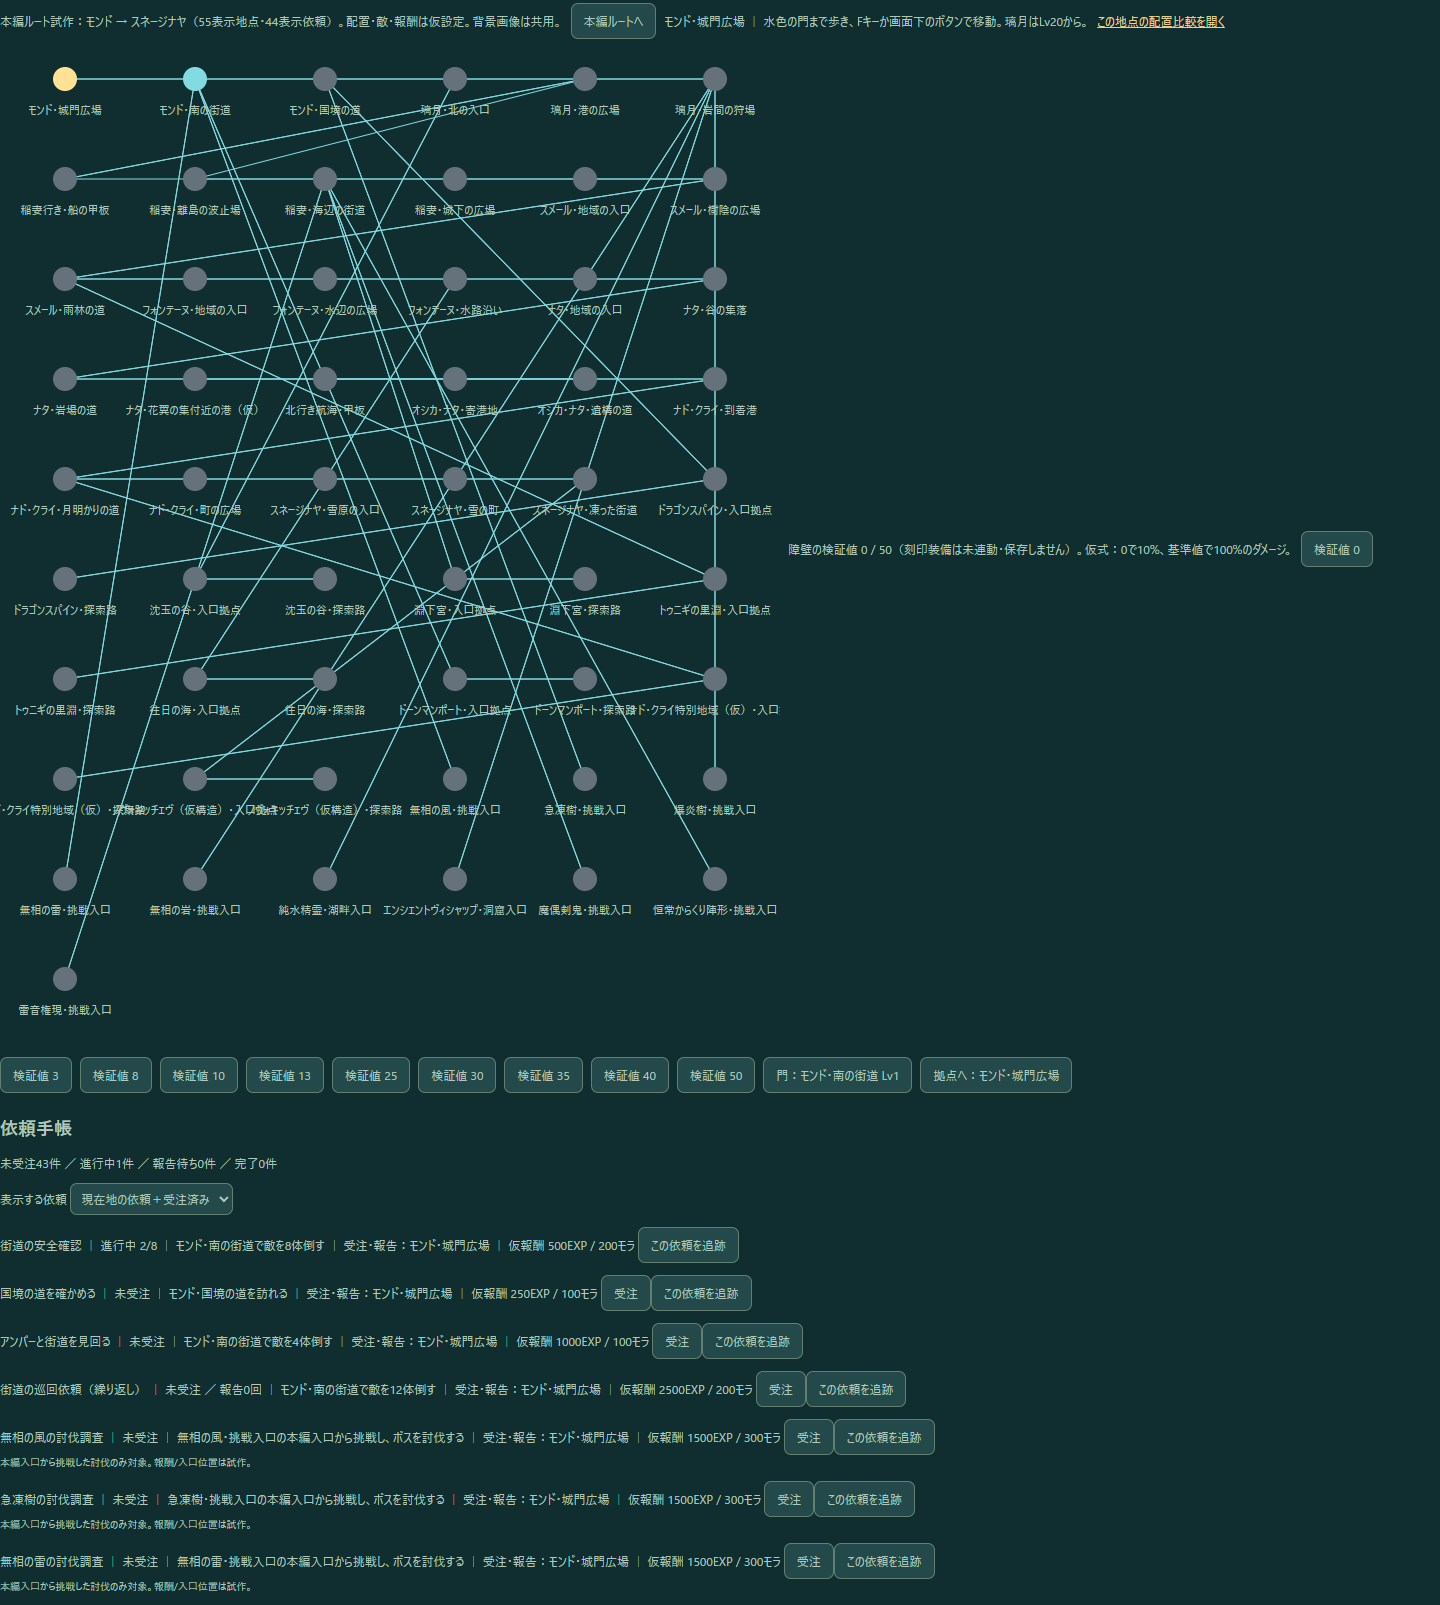 本編ルート試作：モンド → スネージナヤ（55表示地点・44表示依頼）。配置・敵・報酬は仮設定。背景画像は共用。 本編ルートへ モンド・城門広場 ｜ 水色の門まで歩き、Fキーか画面下のボタンで移動。璃月はLv20から。 この地点の配置比較を開く
モンド・城門広場 モンド・南の街道 モンド・国境の道 璃月・北の入口 璃月・港の広場 璃月・岩間の狩場
稲妻行き・船の甲板 稲妻・離島の波止場 稲妻・海辺の街道 稲妻・城下の広場 スメール・地域の入口 スメール・樹陰の広場
スメール・雨林の道 フォンテーヌ・地域の入口 フォンテーヌ・水辺の広場 フォンテーヌ・水路沿い ナタ・地域の入口 ナタ・谷の集落
ナタ・岩場の道 ナタ・花翼の集付近の港（仮） 北行き航海・甲板 オシカ・ナタ・寄港地 オシカ・ナタ・遺構の道 ナド・クライ・到着港
ナド・クライ・月明かりの道 ナド・クライ・町の広場 スネージナヤ・雪原の入口 スネージナヤ・雪の町 スネージナヤ・凍った街道 ドラゴンスパイン・入口拠点
障壁の検証値 0 / 50（刻印装備は未連動・保存しません）。仮式：0で10%、基準値で100%のダメージ。 検証値 0
ドラゴンスパイン・探索路 沈玉の谷・入口拠点 沈玉の谷・探索路 淵下宮・入口拠点 淵下宮・探索路 トゥニギの黒淵・入口拠点
トゥニギの黒淵・探索路 往日の海・入口拠点 往日の海・探索路 ドーンマンポート・入口拠点 ドーンマンポート・探索路 ド・クライ特別地域（仮）・入口
・クライ特別地域（仮）・探索路 ッチェヴ（仮構造）・入口拠点 ッチェヴ（仮構造）・探索路 無相の風・挑戦入口 急凍樹・挑戦入口 爆炎樹・挑戦入口
無相の雷・挑戦入口 無相の岩・挑戦入口 純水精霊・湖畔入口 エンシェントヴィシャップ・洞窟入口 魔偶剣鬼・挑戦入口 恒常からくり陣形・挑戦入口
雷音権現・挑戦入口
検証値 3 検証値 8 検証値 10 検証値 13 検証値 25 検証値 30 検証値 35 検証値 40 検証値 50 門：モンド・南の街道 Lv1 拠点へ：モンド・城門広場
依頼手帳
未受注43件 ／ 進行中1件 ／ 報告待ち0件 ／ 完了0件
表示する依頼 現在地の依頼＋受注済み
街道の安全確認 ｜ 進行中 2/8 ｜ モンド・南の街道で敵を8体倒す ｜ 受注・報告：モンド・城門広場 ｜ 仮報酬 500EXP / 200モラ この依頼を追跡
国境の道を確かめる ｜ 未受注 ｜ モンド・国境の道を訪れる ｜ 受注・報告：モンド・城門広場 ｜ 仮報酬 250EXP / 100モラ 受注 この依頼を追跡
アンバーと街道を見回る ｜ 未受注 ｜ モンド・南の街道で敵を4体倒す ｜ 受注・報告：モンド・城門広場 ｜ 仮報酬 1000EXP / 100モラ 受注 この依頼を追跡
街道の巡回依頼（繰り返し） ｜ 未受注 ／ 報告0回 ｜ モンド・南の街道で敵を12体倒す ｜ 受注・報告：モンド・城門広場 ｜ 仮報酬 2500EXP / 200モラ 受注 この依頼を追跡
無相の風の討伐調査 ｜ 未受注 ｜ 無相の風・挑戦入口の本編入口から挑戦し、ボスを討伐する ｜ 受注・報告：モンド・城門広場 ｜ 仮報酬 1500EXP / 300モラ 受注 この依頼を追跡
本編入口から挑戦した討伐のみ対象。報酬/入口位置は試作。
急凍樹の討伐調査 ｜ 未受注 ｜ 急凍樹・挑戦入口の本編入口から挑戦し、ボスを討伐する ｜ 受注・報告：モンド・城門広場 ｜ 仮報酬 1500EXP / 300モラ 受注 この依頼を追跡
本編入口から挑戦した討伐のみ対象。報酬/入口位置は試作。
無相の雷の討伐調査 ｜ 未受注 ｜ 無相の雷・挑戦入口の本編入口から挑戦し、ボスを討伐する ｜ 受注・報告：モンド・城門広場 ｜ 仮報酬 1500EXP / 300モラ 受注 この依頼を追跡
本編入口から挑戦した討伐のみ対象。報酬/入口位置は試作。